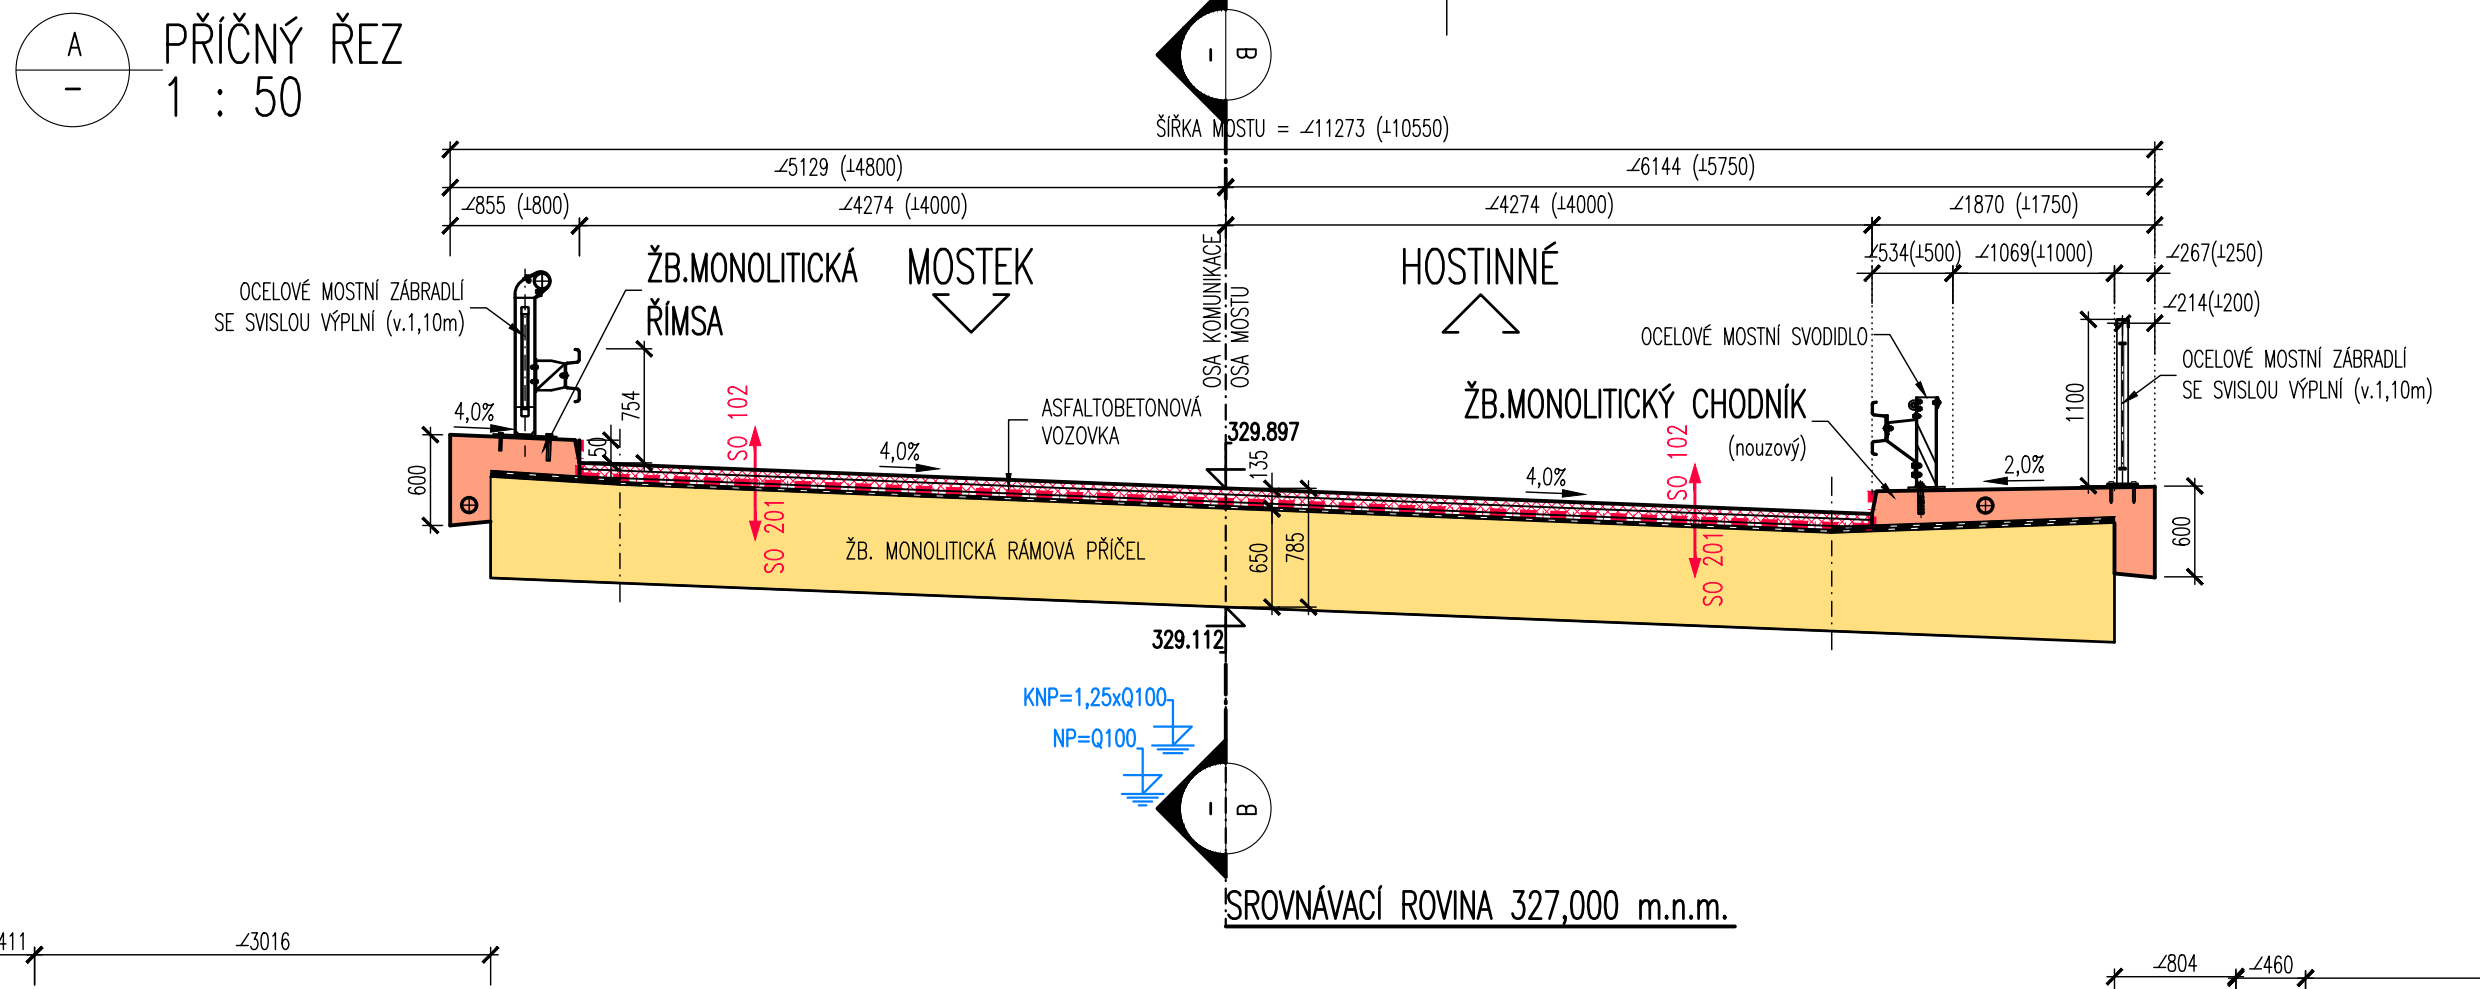 A
-
PŘÍČNÝ ŘEZ
1 : 50
B
-
ŠÍŘKA MOSTU = ∠11273 (⊥10550)
∠5129 (⊥4800)
∠6144 (⊥5750)
∠855 (⊥800)
∠4274 (⊥4000)
∠4274 (⊥4000)
∠1870 (⊥1750)
∠534(⊥500)
∠1069(⊥1000)
∠267(⊥250)
∠214(⊥200)
OCELOVÉ MOSTNÍ ZÁBRADLÍ
SE SVISLOU VÝPLNÍ (v.1,10m)
ŽB.MONOLITICKÁ
ŘÍMSA
MOSTEK
OSA KOMUNIKACE
OSA MOSTU
HOSTINNÉ
OCELOVÉ MOSTNÍ SVODIDLO
ŽB.MONOLITICKÝ CHODNÍK
(nouzový)
OCELOVÉ MOSTNÍ ZÁBRADLÍ
SE SVISLOU VÝPLNÍ (v.1,10m)
1100
4,0%
600
150
754
SO 102
SO 201
4,0%
ASFALTOBETONOVÁ
VOZOVKA
329.897
135
650
785
4,0%
SO 102
SO 201
2,0%
600
ŽB. MONOLITICKÁ RÁMOVÁ PŘÍČEL
329.112
KNP=1,25xQ100
NP=Q100
B
-
SROVNÁVACÍ ROVINA 327,000 m.n.m.
411
∠3016
∠804
∠460